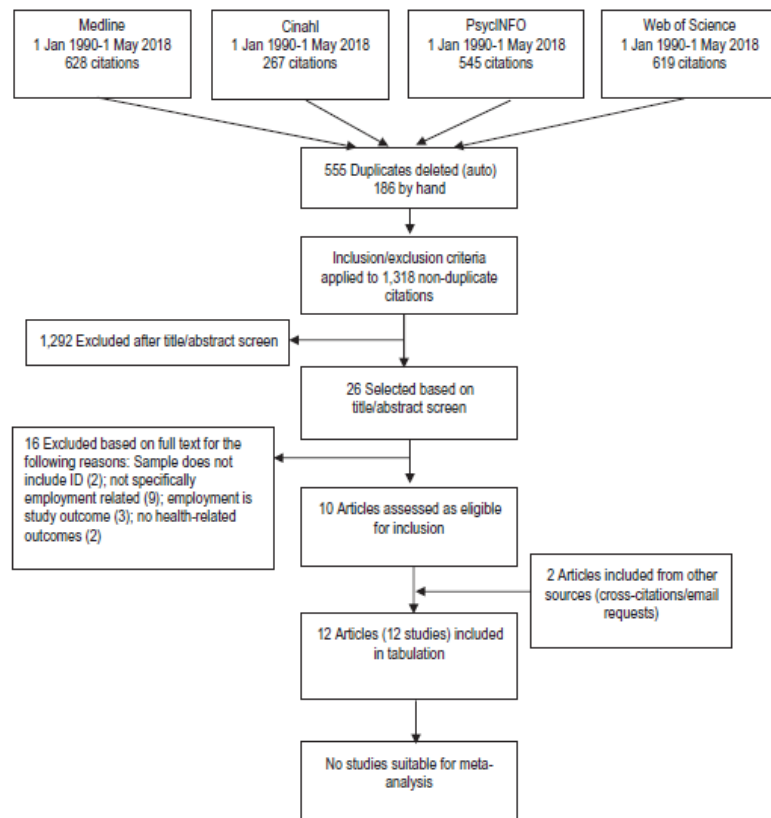 Medline
1 Jan 1990-1 May 2018
628 citations
Cinahl
1 Jan 1990-1 May 2018
267 citations
PsycINFO
1 Jan 1990-1 May 2018
545 citations
Web of Science
1 Jan 1990-1 May 2018
619 citations
555 Duplicates deleted (auto)
186 by hand
Inclusion/exclusion criteria
applied to 1,318 non-duplicate
citations
1,292 Excluded after title/abstract screen
26 Selected based on
title/abstract screen
16 Excluded based on full text for the
following reasons: Sample does not
include ID (2); not specifically
employment related (9); employment is
study outcome (3); no health-related
outcomes (2)
10 Articles assessed as eligible
for inclusion
2 Articles included from other
sources (cross-citations/email
requests)
12 Articles (12 studies) included
in tabulation
No studies suitable for meta-
analysis